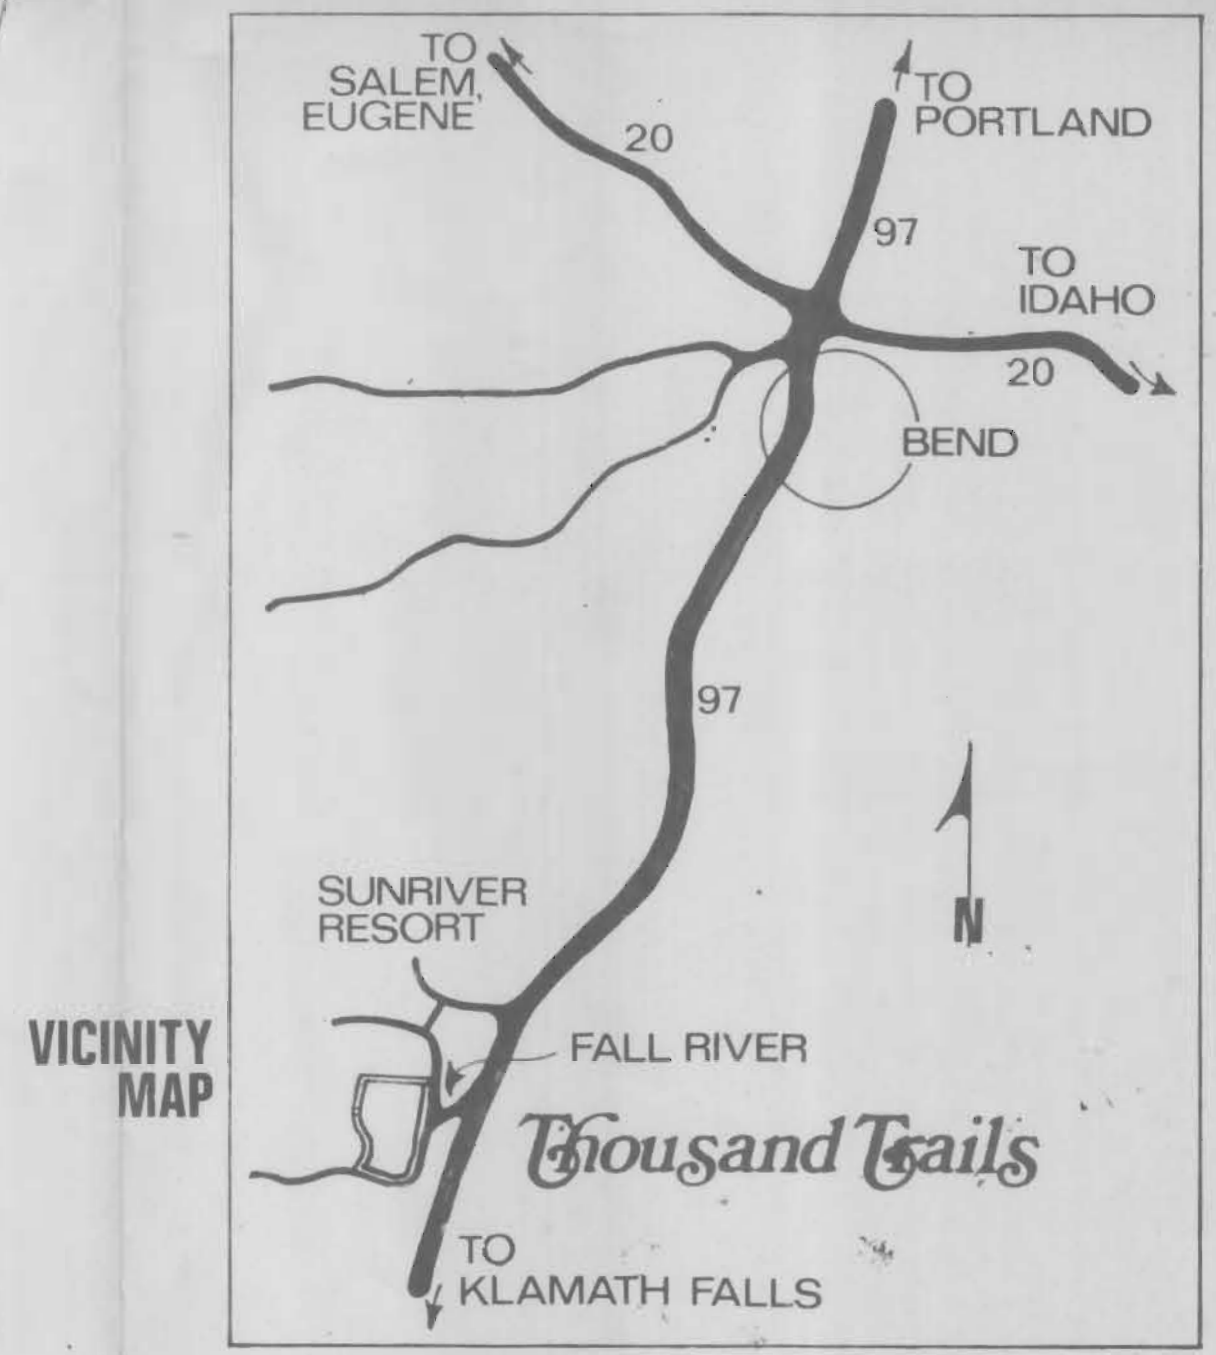 TO
SALEM,
EUGENE
20
TO
PORTLAND
97
TO
IDAHO
20
BEND
97
N
SUNRIVER
RESORT
VICINITY
MAP
FALL RIVER
Thousand Trails
TO
KLAMATH FALLS